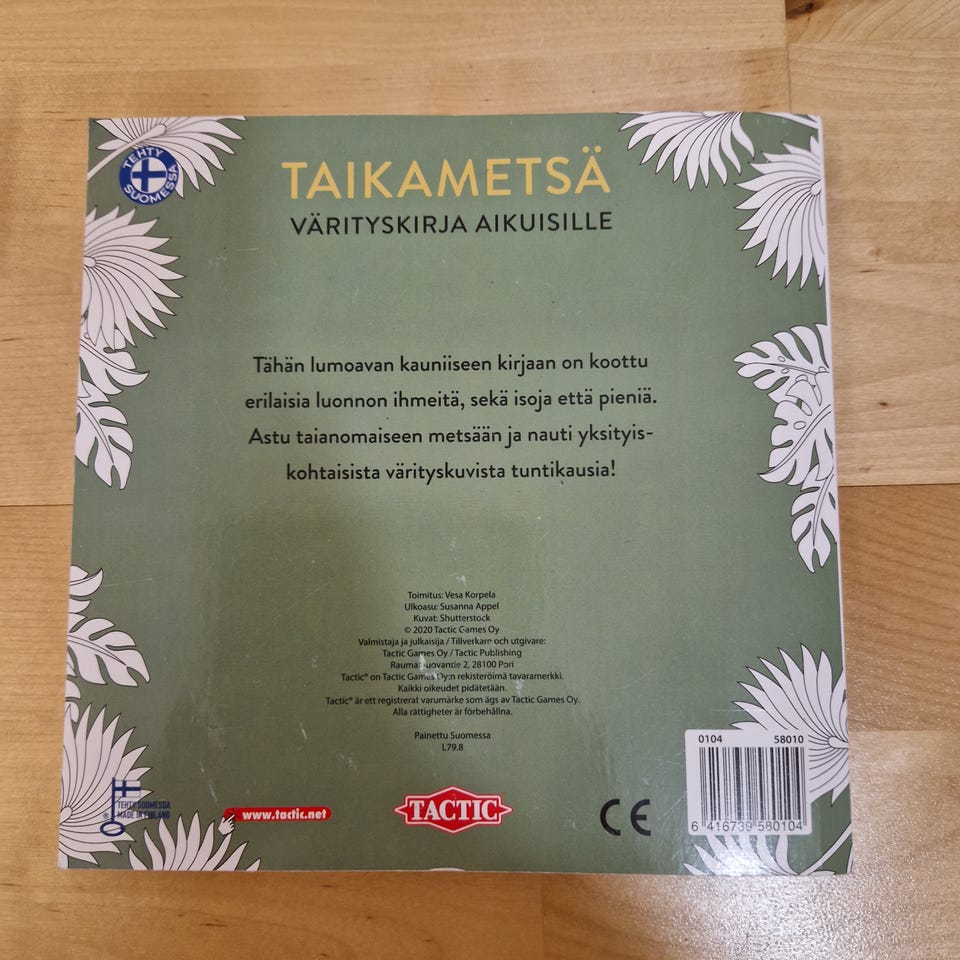 TEHTY
SUOMESSA
TAIKAMETSÄ
VÄRITYSKIRJA AIKUISILLE
Tähän lumoavan kauniiseen kirjaan on koottu
erilaisia luonnon ihmeitä, sekä isoja että pieniä.
Astu taianomaiseen metsään ja nauti yksityis-
kohtaisista värityskuvista tuntikausia!
Toimitus: Vesa Korpela
Ulkoasu: Susanna Appel
Kuvat: Shutterstock
© 2020 Tactic Games Oy
Valmistaja ja julkaisija / Tillverkare och utgivare:
Tactic Games Oy / Tactic Publishing
Raumanjuovantie 2, 28100 Pori
Tactic® on Tactic Games Oy:n rekisteröimä tavaramerkki.
Kaikki oikeudet pidätetään.
Tactic® är ett registrerat varumärke som ägs av Tactic Games Oy.
Alla rättigheter är förbehållna.
Painettu Suomessa
L79.8
TEHTY SUOMESSA
MADE IN FINLAND
®
www.tactic.net
TACTIC
CE
0104 58010
6 416739 580104